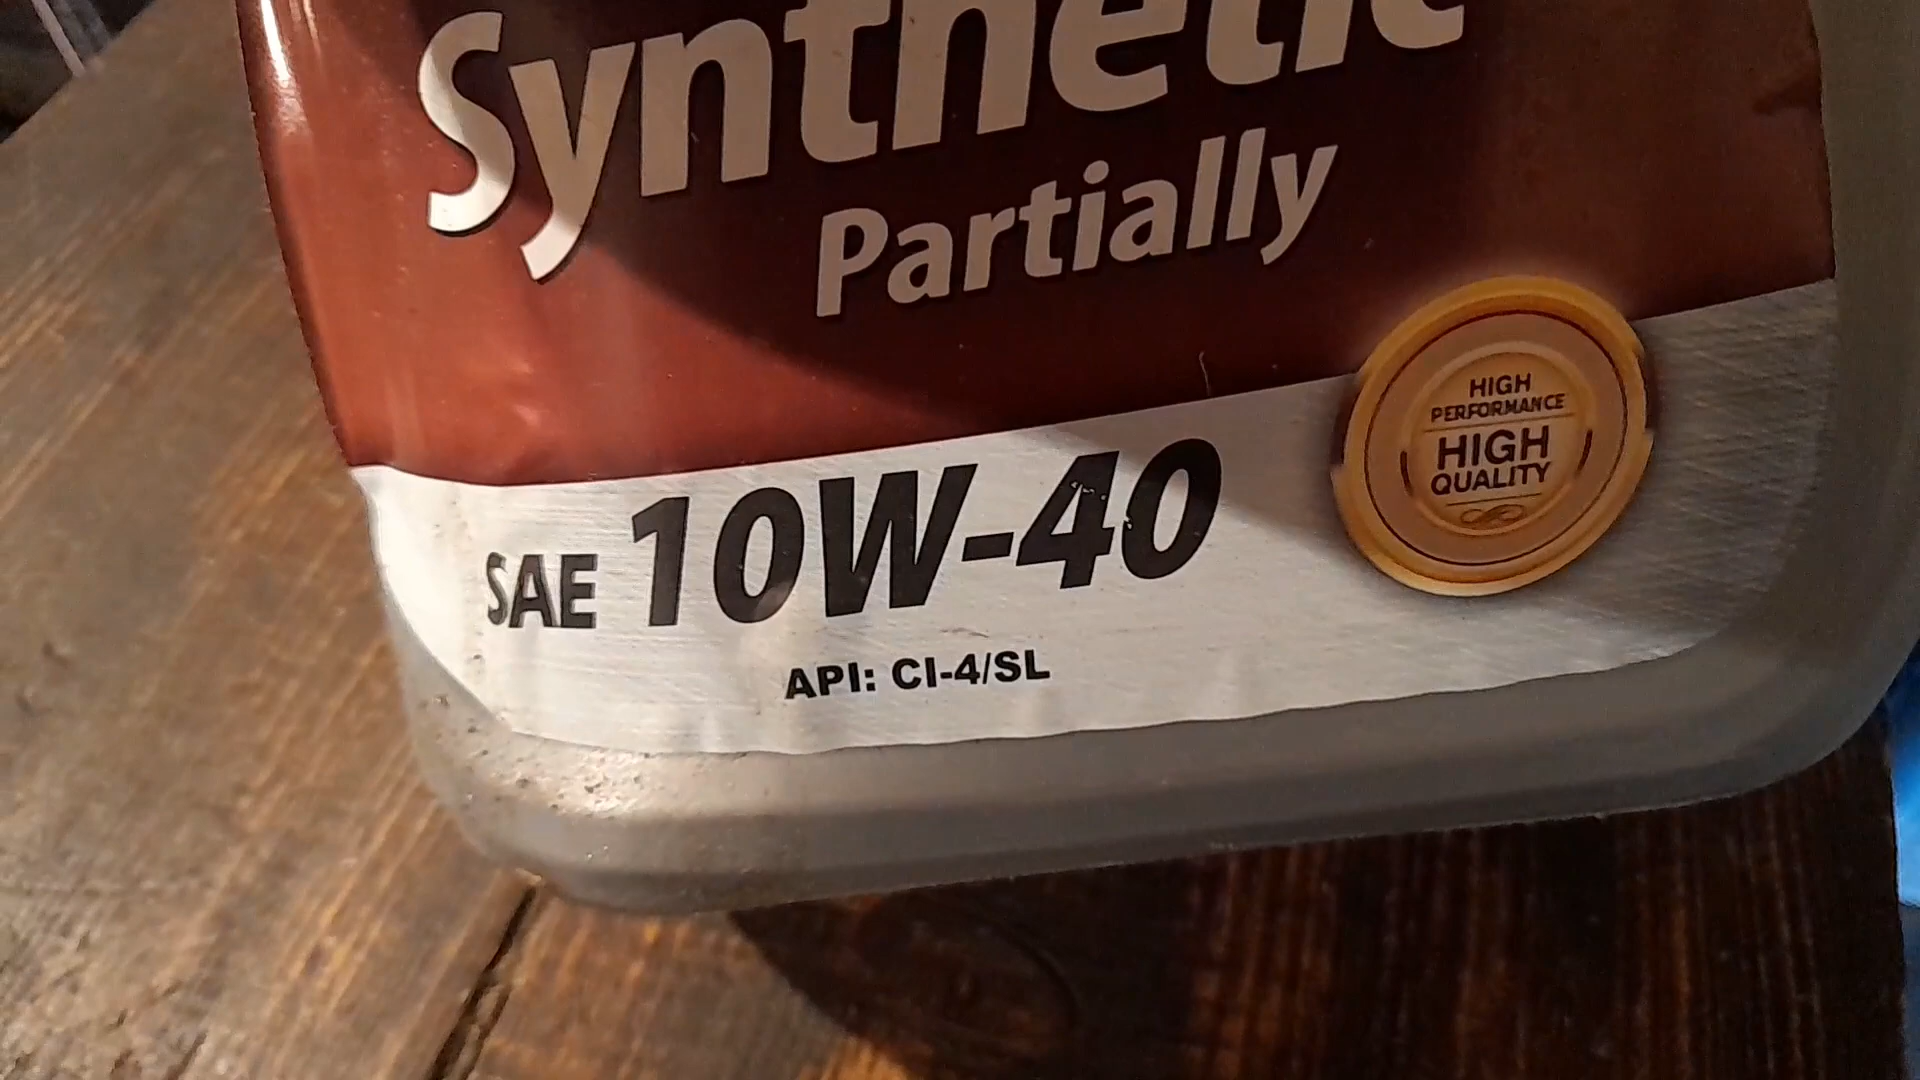 Synthetic
Partially
HIGH
PERFORMANCE
HIGH
QUALITY
SAE 10W-40
API: CI-4/SL